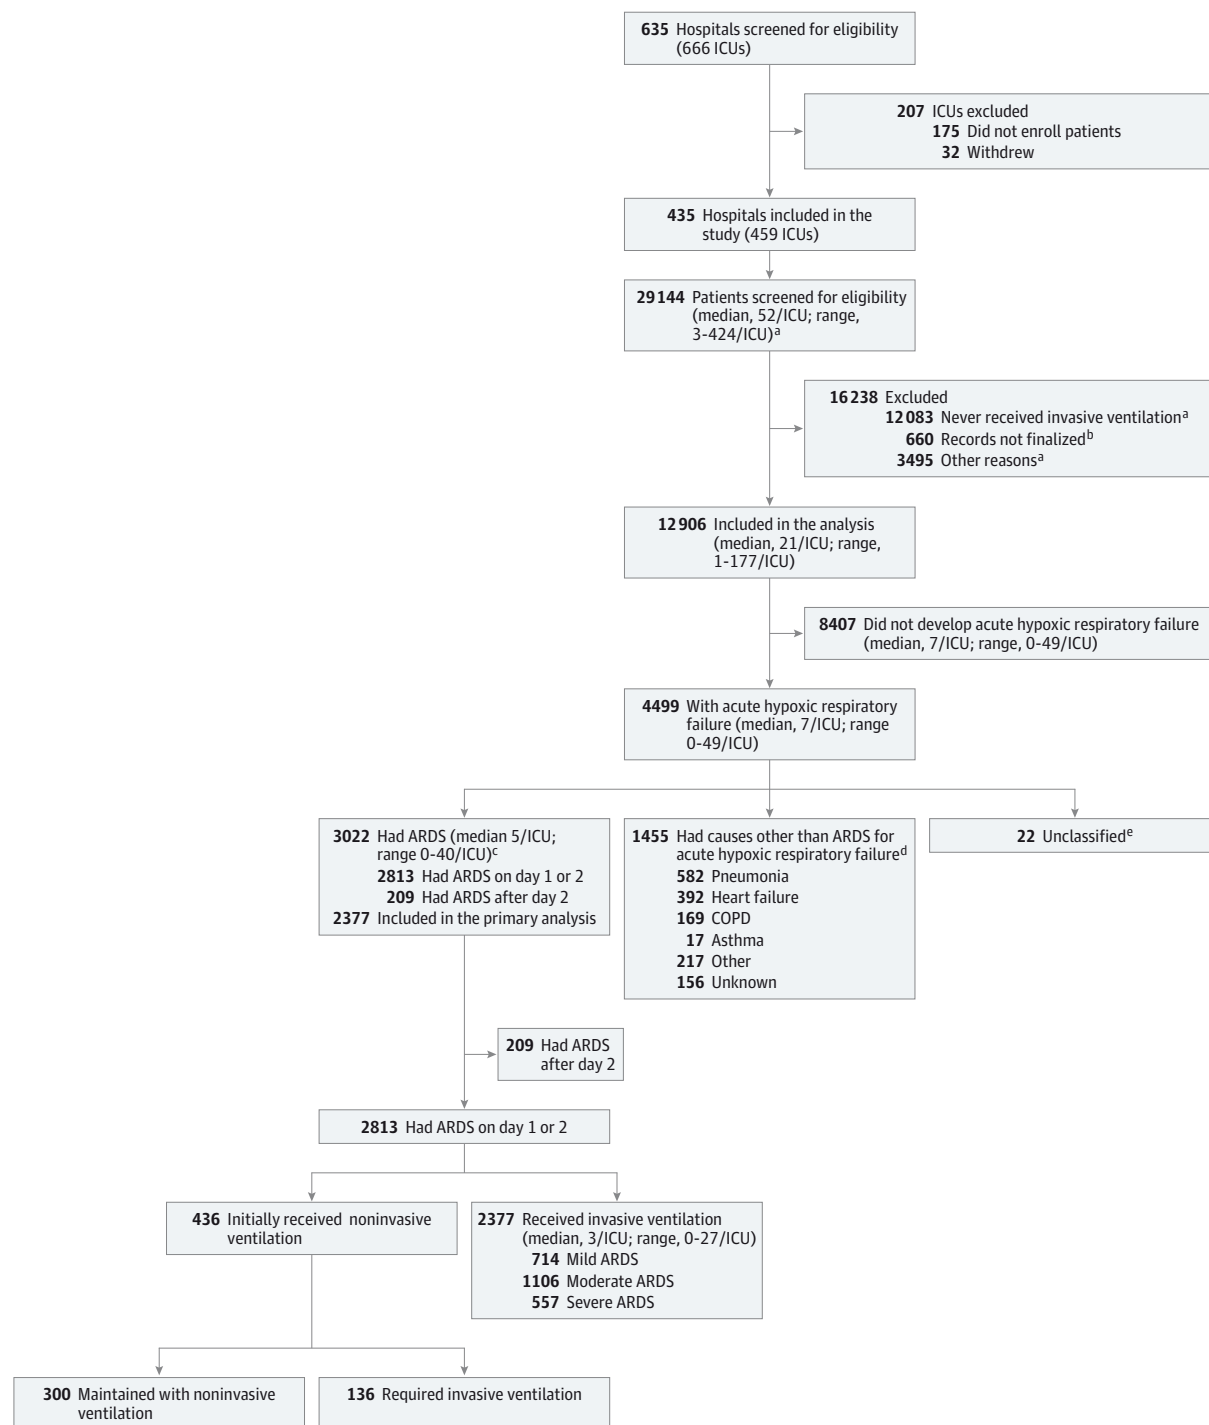 635 Hospitals screened for eligibility
(666 ICUs)
207 ICUs excluded
175 Did not enroll patients
32 Withdrew
435 Hospitals included in the
study (459 ICUs)
29 144 Patients screened for eligibility
(median, 52/ICU; range,
3-424/ICU)a
16 238 Excluded
12 083 Never received invasive ventilationa
660 Records not finalizedb
3495 Other reasonsa
12 906 Included in the analysis
(median, 21/ICU; range,
1-177/ICU)
8407 Did not develop acute hypoxic respiratory failure
(median, 7/ICU; range, 0-49/ICU)
4499 With acute hypoxic respiratory
failure (median, 7/ICU; range
0-49/ICU)
3022 Had ARDS (median 5/ICU;
range 0-40/ICU)c
2813 Had ARDS on day 1 or 2
209 Had ARDS after day 2
2377 Included in the primary analysis
1455 Had causes other than ARDS for
acute hypoxic respiratory failured
582 Pneumonia
392 Heart failure
169 COPD
17 Asthma
217 Other
156 Unknown
22 Unclassifiede
209 Had ARDS
after day 2
2813 Had ARDS on day 1 or 2
436 Initially received noninvasive
ventilation
2377 Received invasive ventilation
(median, 3/ICU; range, 0-27/ICU)
714 Mild ARDS
1106 Moderate ARDS
557 Severe ARDS
300 Maintained with noninvasive
ventilation
136 Required invasive ventilation